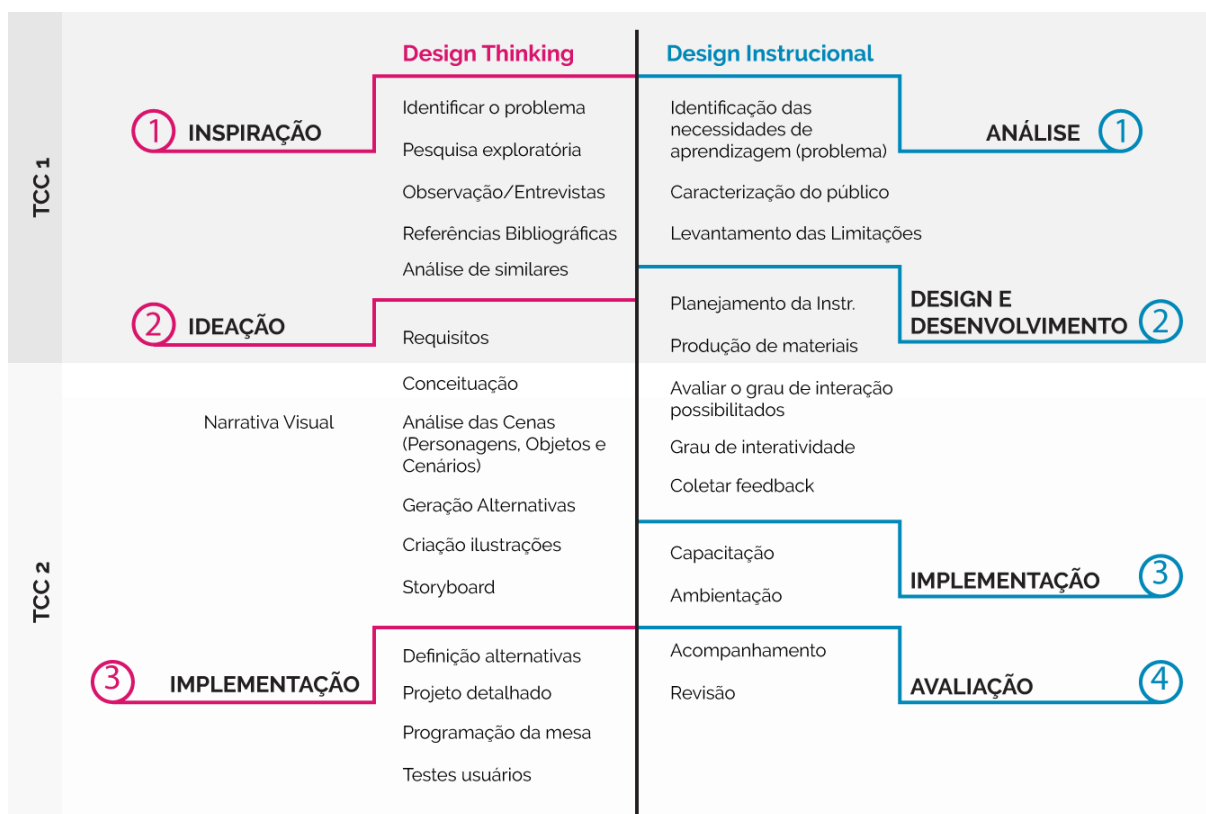 Design Thinking
Design Instrucional
TCC 1
1
INSPIRAÇÃO
Identificar o problema
Pesquisa exploratória
Observação/Entrevistas
Referências Bibliográficas
Análise de similares
Identificação das
necessidades de
aprendizagem (problema)
Caracterização do público
Levantamento das Limitações
ANÁLISE
1
2
IDEAÇÃO
Requisitos
Planejamento da Instr.
Produção de materiais
DESIGN E
DESENVOLVIMENTO
2
TCC 2
Narrativa Visual
Conceituação
Análise das Cenas
(Personagens, Objetos e
Cenários)
Geração Alternativas
Criação ilustrações
Storyboard
Avaliar o grau de interação
possibilitados
Grau de interatividade
Coletar feedback
Capacitação
Ambientação
IMPLEMENTAÇÃO
3
3
IMPLEMENTAÇÃO
Definição alternativas
Projeto detalhado
Programação da mesa
Testes usuários
Acompanhamento
Revisão
AVALIAÇÃO
4